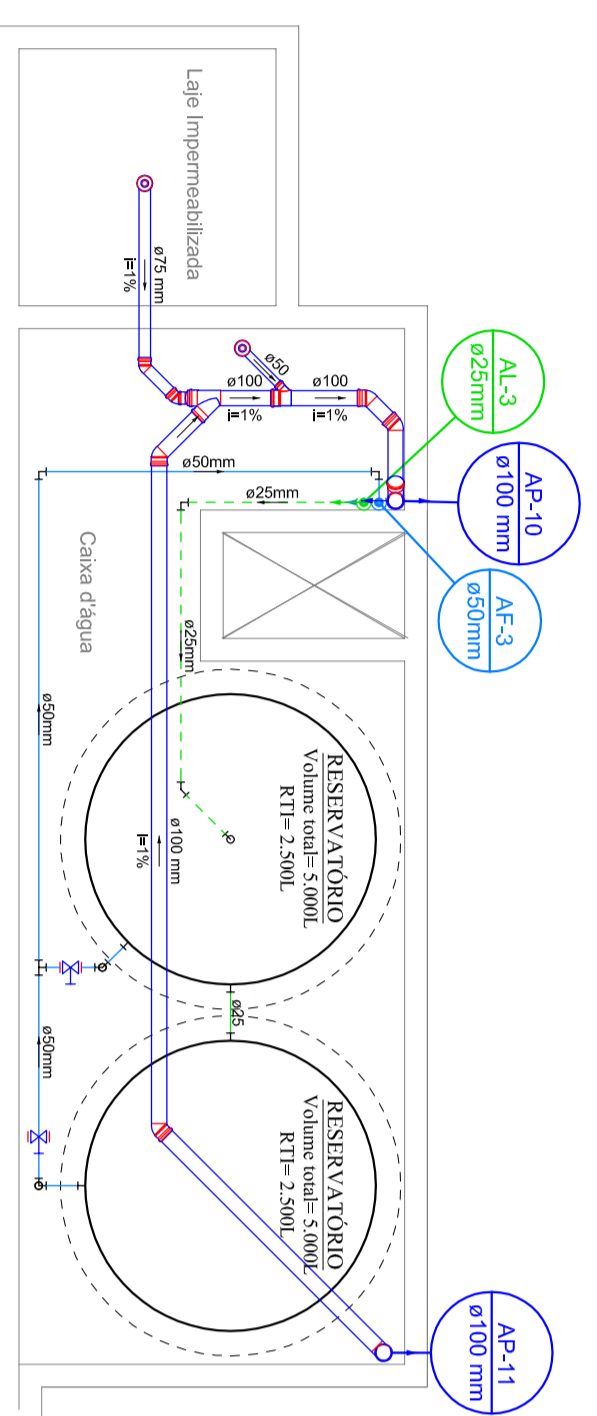 Laje Impermeabilizada
ø75 mm
i=1%
ø50
ø100
i=1%
ø100
i=1%
AL-3
ø25mm
AP-10
ø100 mm
AF-3
ø50mm
ø50mm
ø25mm
Caixa d'água
ø25mm
ø50mm
RESERVATÓRIO
Volume total= 5.000L
RTI= 2.500L
ø100 mm
i=1%
ø25
ø50mm
RESERVATÓRIO
Volume total= 5.000L
RTI= 2.500L
AP-11
ø100 mm